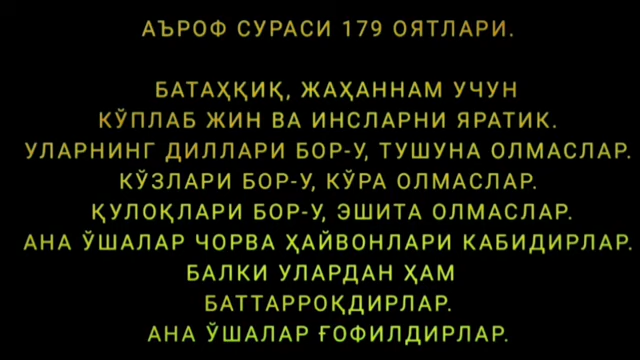 АЪРОФ СУРАСИ 179 ОЯТЛАРИ.
БАТАҲҚИҚ, ЖАҲАННАМ УЧУН
КЎПЛАБ ЖИН ВА ИНСЛАРНИ ЯРАТИК.
УЛАРНИНГ ДИЛЛАРИ БОР-У, ТУШУНА ОЛМАСЛАР.
КЎЗЛАРИ БОР-У, КЎРА ОЛМАСЛАР.
ҚУЛОҚЛАРИ БОР-У, ЭШИТА ОЛМАСЛАР.
АНА ЎШАЛАР ЧОРВА ҲАЙВОНЛАРИ КАБИДИРЛАР.
БАЛКИ УЛАРДАН ҲАМ
БАТТАРРОҚДИРЛАР.
АНА ЎШАЛАР ҒОФИЛДИРЛАР.